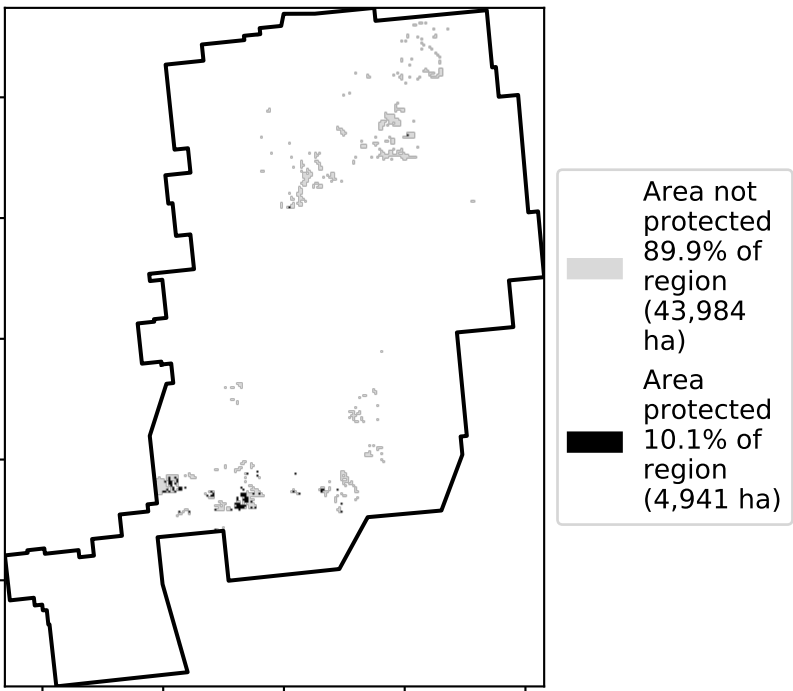 Area not
protected
89.9% of
region
(43,984
ha)
Area
protected
10.1% of
region
(4,941 ha)